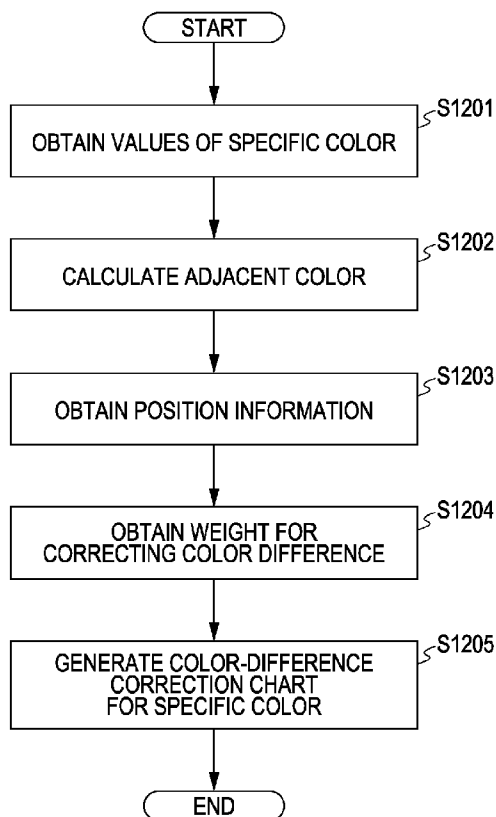 START
S1201
OBTAIN VALUES OF SPECIFIC COLOR
S1202
CALCULATE ADJACENT COLOR
S1203
OBTAIN POSITION INFORMATION
S1204
OBTAIN WEIGHT FOR
CORRECTING COLOR DIFFERENCE
S1205
GENERATE COLOR-DIFFERENCE
CORRECTION CHART
FOR SPECIFIC COLOR
END